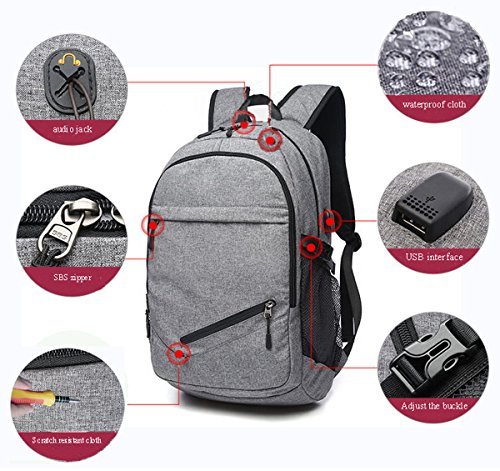 audio jack
waterproof cloth
SBS zipper
USB interface
Scratch resistant cloth
Adjust the buckle